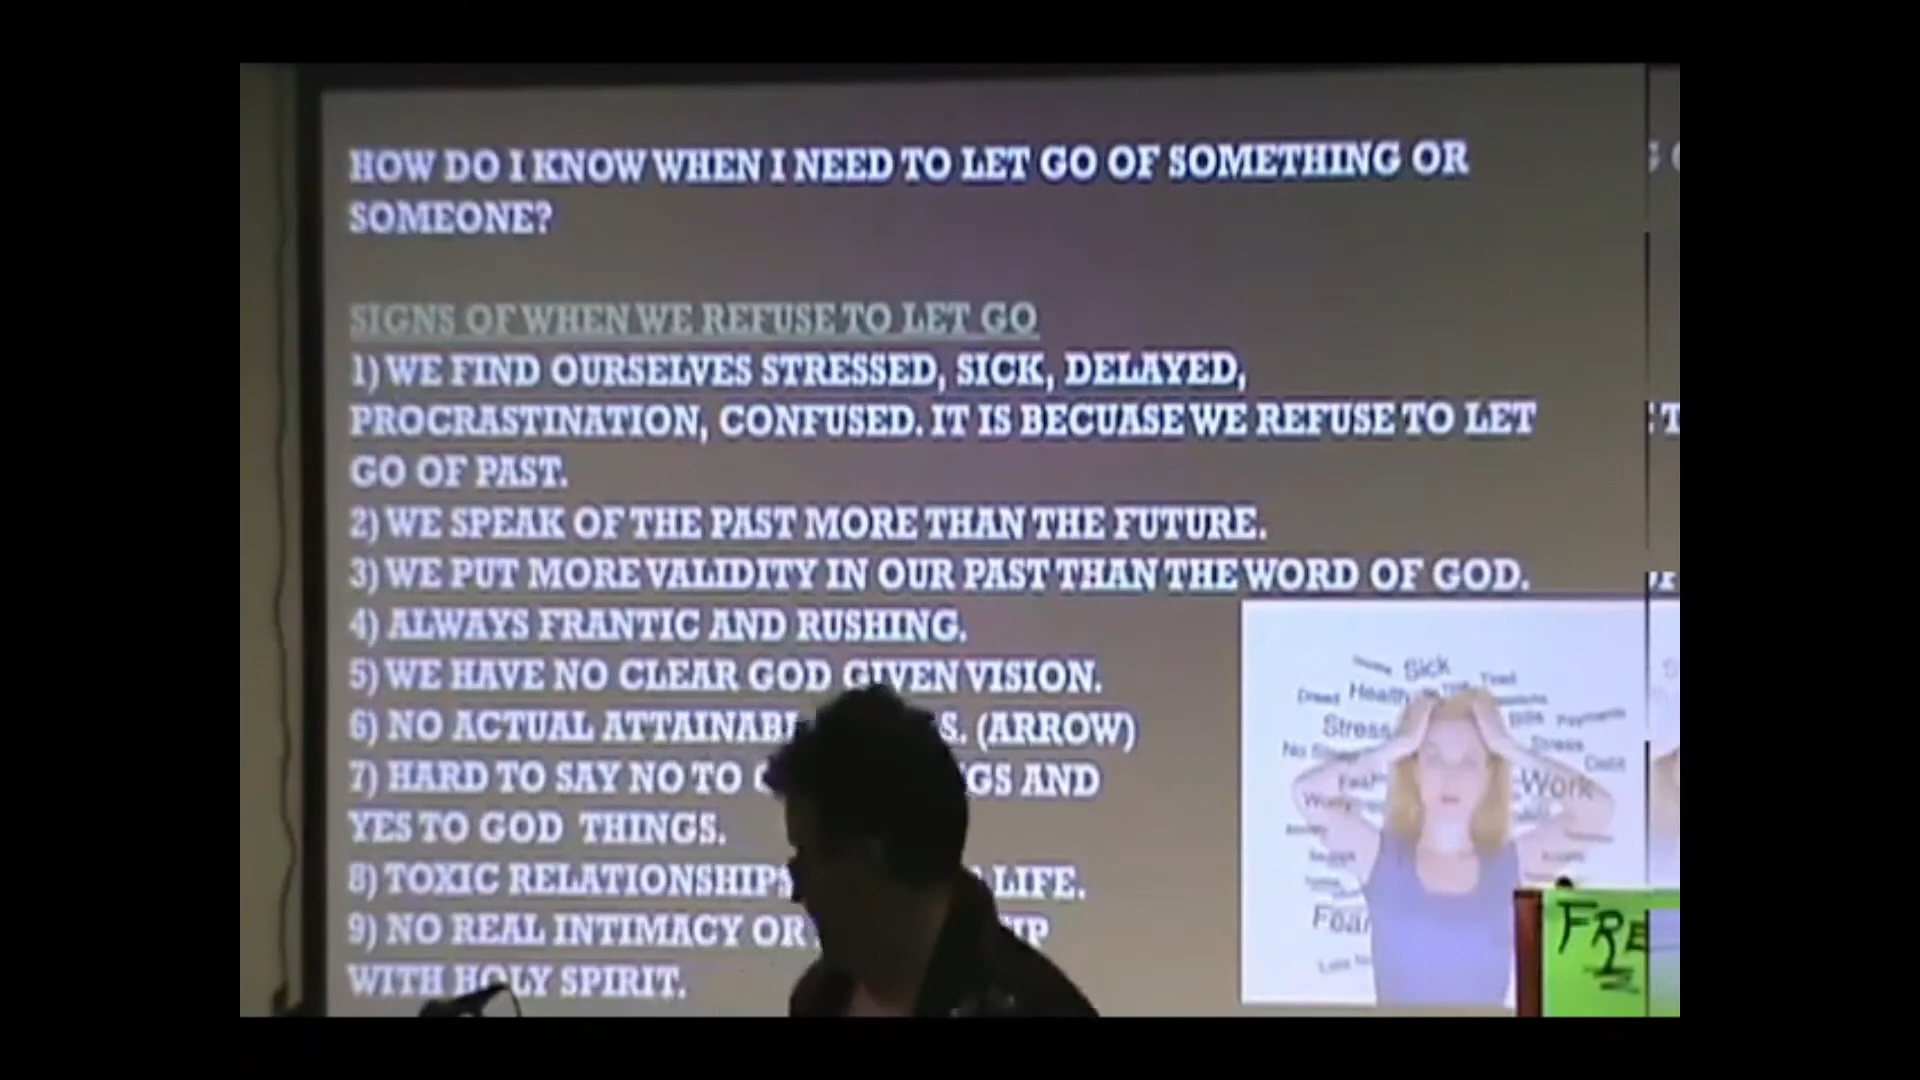 HOW DO I KNOW WHEN I NEED TO LET GO OF SOMETHING OR
SOMEONE?
SIGNS OF WHEN WE REFUSE TO LET GO
1) WE FIND OURSELVES STRESSED, SICK, DELAYED,
PROCRASTINATION, CONFUSED. IT IS BECUASE WE REFUSE TO LET
GO OF PAST.
2) WE SPEAK OF THE PAST MORE THAN THE FUTURE.
3) WE PUT MORE VALIDITY IN OUR PAST THAN THE WORD OF GOD.
4) ALWAYS FRANTIC AND RUSHING.
5) WE HAVE NO CLEAR GOD GIVEN VISION.
6) NO ACTUAL (ARROW)
7) HARD TO SAY NO TO AND
YES TO GOD THINGS.
8) TOXIC RELATIONSHIPS LIFE.
9) NO REAL INTIMACY OR
WITH HOLY SPIRIT.
Sick
Health
Stress
Bills Payments
Stress
Debt
Work
Fear
FRE